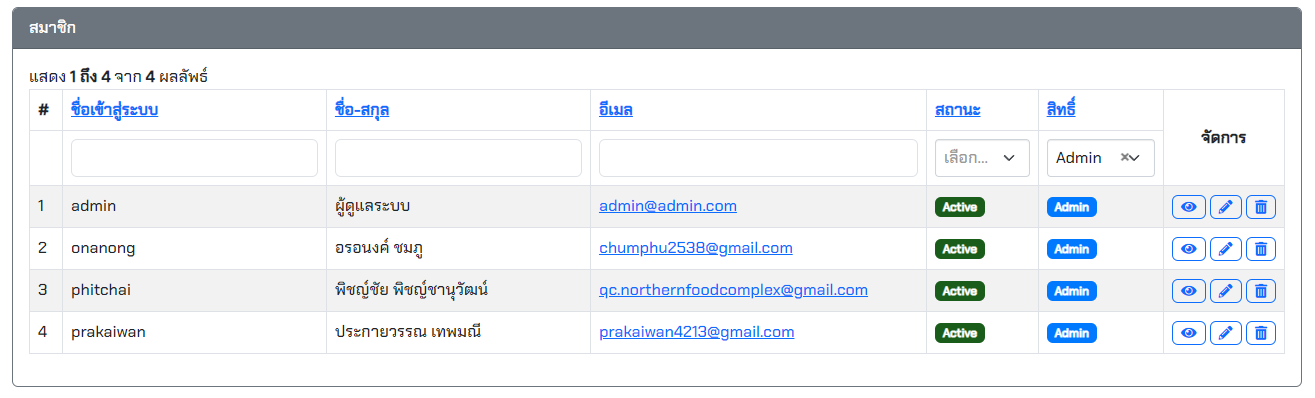 สมาชิก
แสดง 1 ถึง 4 จาก 4 ผลลัพธ์
# ชื่อเข้าสู่ระบบ ชื่อ-สกุล อีเมล สถานะ สิทธิ์ จัดการ
เลือก... Admin ×
1 admin ผู้ดูแลระบบ admin@admin.com Active Admin
2 onanong อรอนงค์ ชมภู chumphu2538@gmail.com Active Admin
3 phitchai พิชญ์ชัย พิชญ์ชานุวัฒน์ qc.northernfoodcomplex@gmail.com Active Admin
4 prakaiwan ประกายวรรณ เทพมณี prakaiwan4213@gmail.com Active Admin